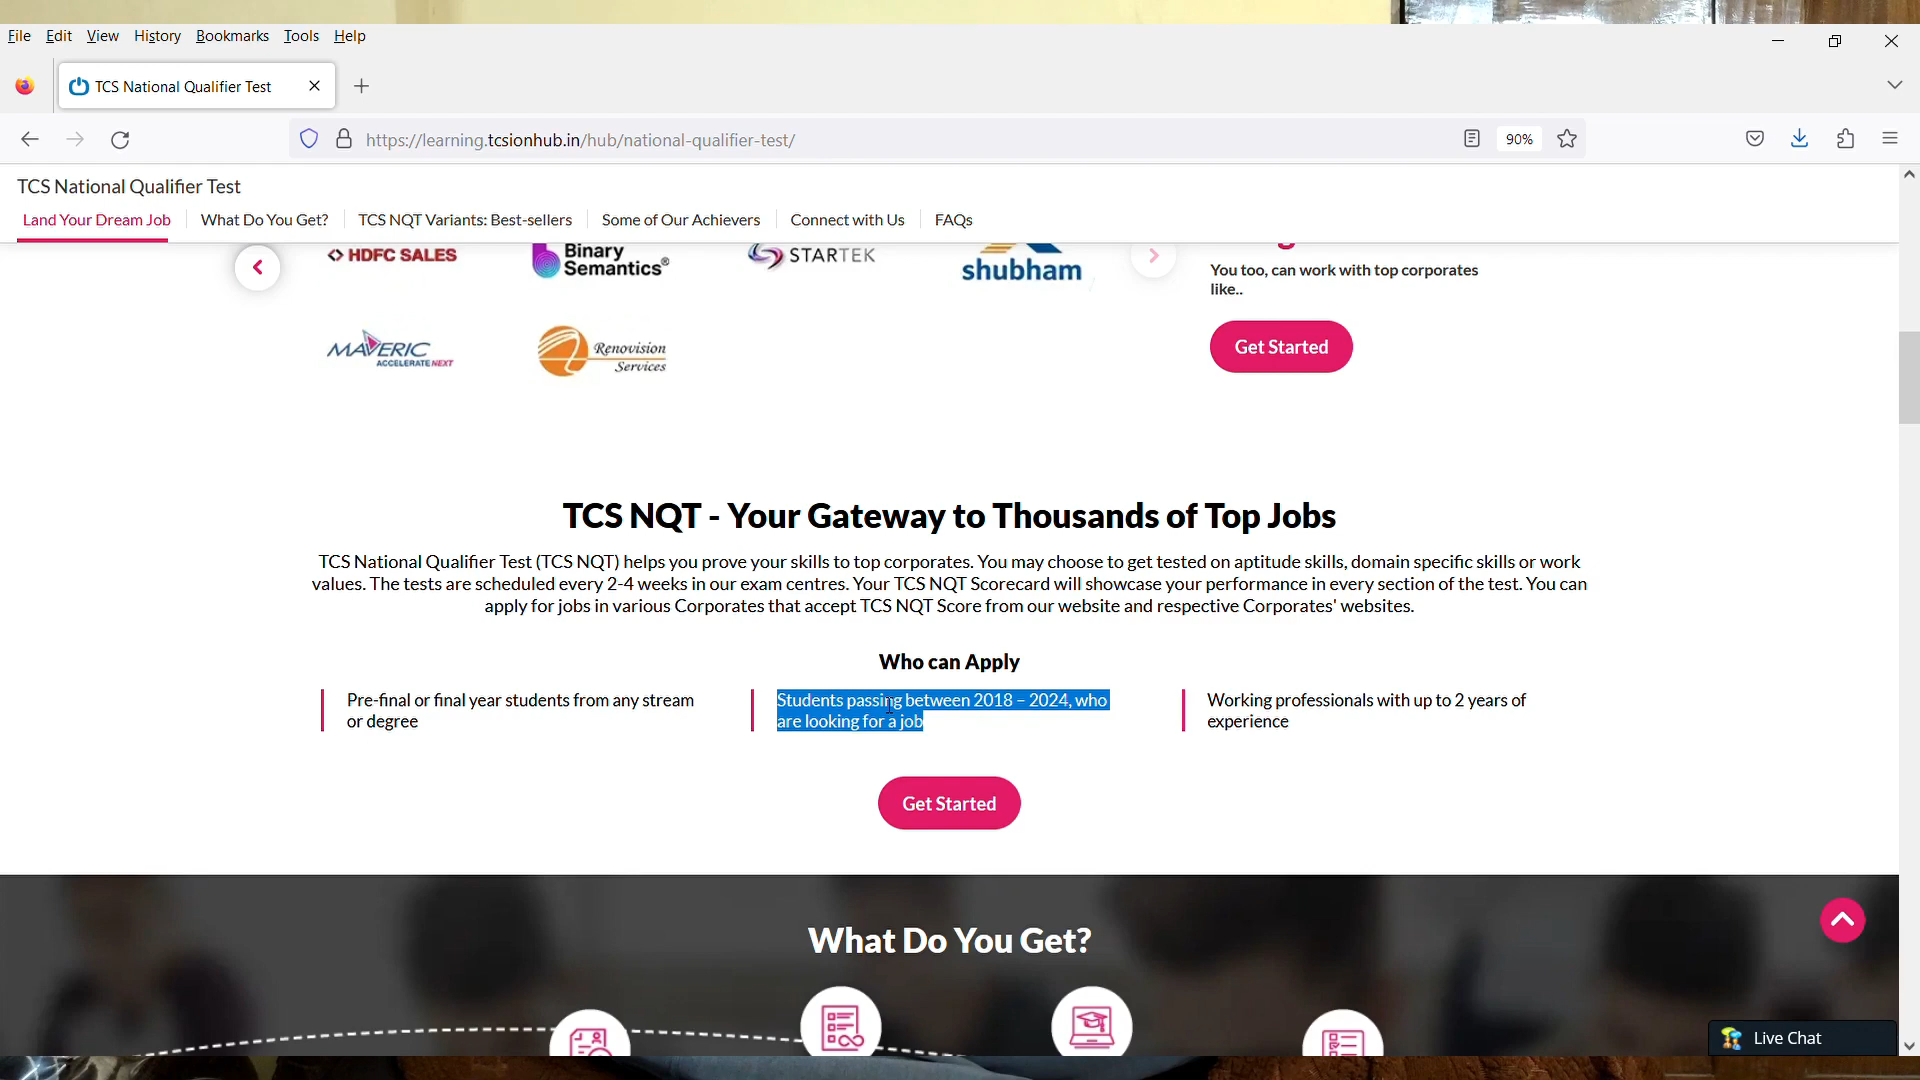 File Edit View History Bookmarks Tools Help
TCS National Qualifier Test
https://learning.tcsionhub.in/hub/national-qualifier-test/
90%
TCS National Qualifier Test
Land Your Dream Job
What Do You Get?
TCS NQT Variants: Best-sellers
Some of Our Achievers
Connect with Us
FAQs
HDFC SALES
Binary
Semantics®
STARTEK
shubham
You too, can work with top corporates
like..
MAVERIC
ACCELERATE NEXT
Renovision
Services
Get Started
TCS NQT - Your Gateway to Thousands of Top Jobs
TCS National Qualifier Test (TCS NQT) helps you prove your skills to top corporates. You may choose to get tested on aptitude skills, domain specific skills or work
values. The tests are scheduled every 2-4 weeks in our exam centres. Your TCS NQT Scorecard will showcase your performance in every section of the test. You can
apply for jobs in various Corporates that accept TCS NQT Score from our website and respective Corporates' websites.
Who can Apply
Pre-final or final year students from any stream
or degree
Students passing between 2018 – 2024, who
are looking for a job
Working professionals with up to 2 years of
experience
Get Started
What Do You Get?
Live Chat